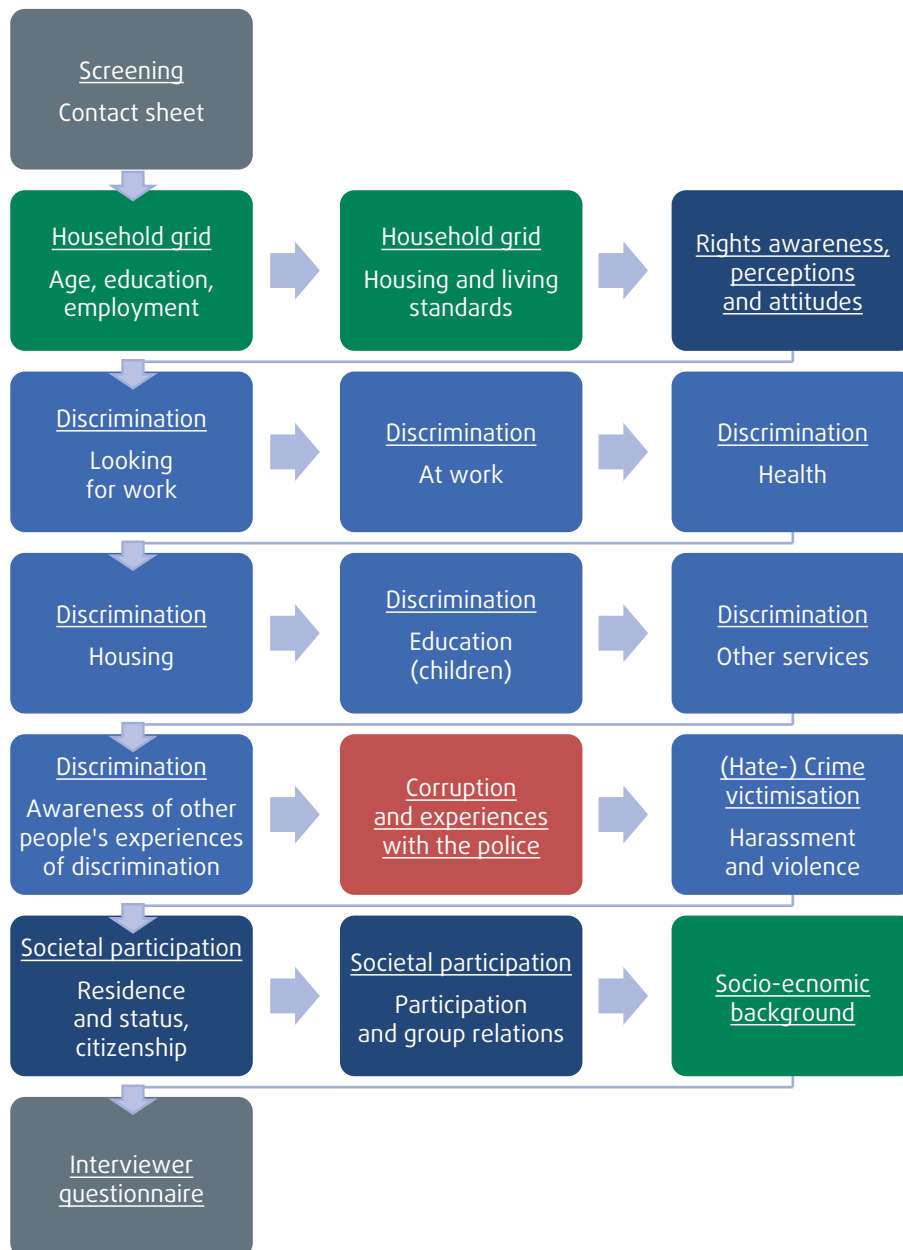 Screening
Contact sheet
Household grid
Age, education,
employment
Household grid
Housing and living
standards
Rights awareness,
perceptions
and attitudes
Discrimination
Looking
for work
Discrimination
At work
Discrimination
Health
Discrimination
Housing
Discrimination
Education
(children)
Discrimination
Other services
Discrimination
Awareness of other
people's experiences
of discrimination
Corruption
and experiences
with the police
(Hate-) Crime
victimisation
Harassment
and violence
Societal participation
Residence
and status,
citizenship
Societal participation
Participation
and group relations
Socio-ecnomic
background
Interviewer
questionnaire